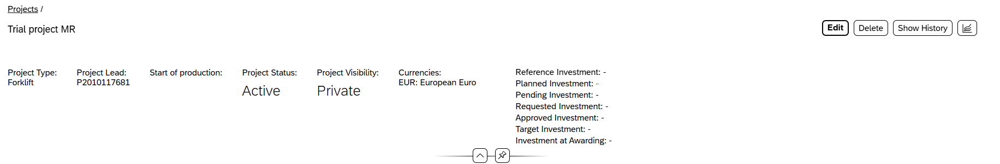 Projects /
Trial project MR
Edit
Delete
Show History
Project Type:
Forklift
Project Lead:
P2010117681
Start of production:
Project Status:
Active
Project Visibility:
Private
Currencies:
EUR: European Euro
Reference Investment: -
Planned Investment: --
Pending Investment: -
Requested Investment: -
Approved Investment: -
Target Investment: -
Investment at Awarding: -